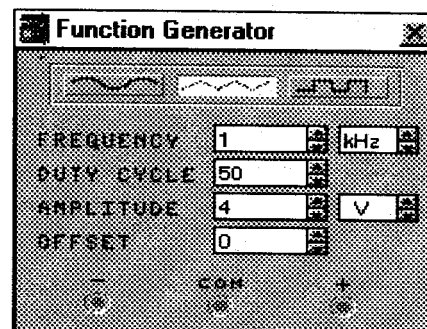 Function Generator
FREQUENCY 1 kHz
DUTY CYCLE 50
AMPLITUDE 4 V
OFFSET 0
- COM +